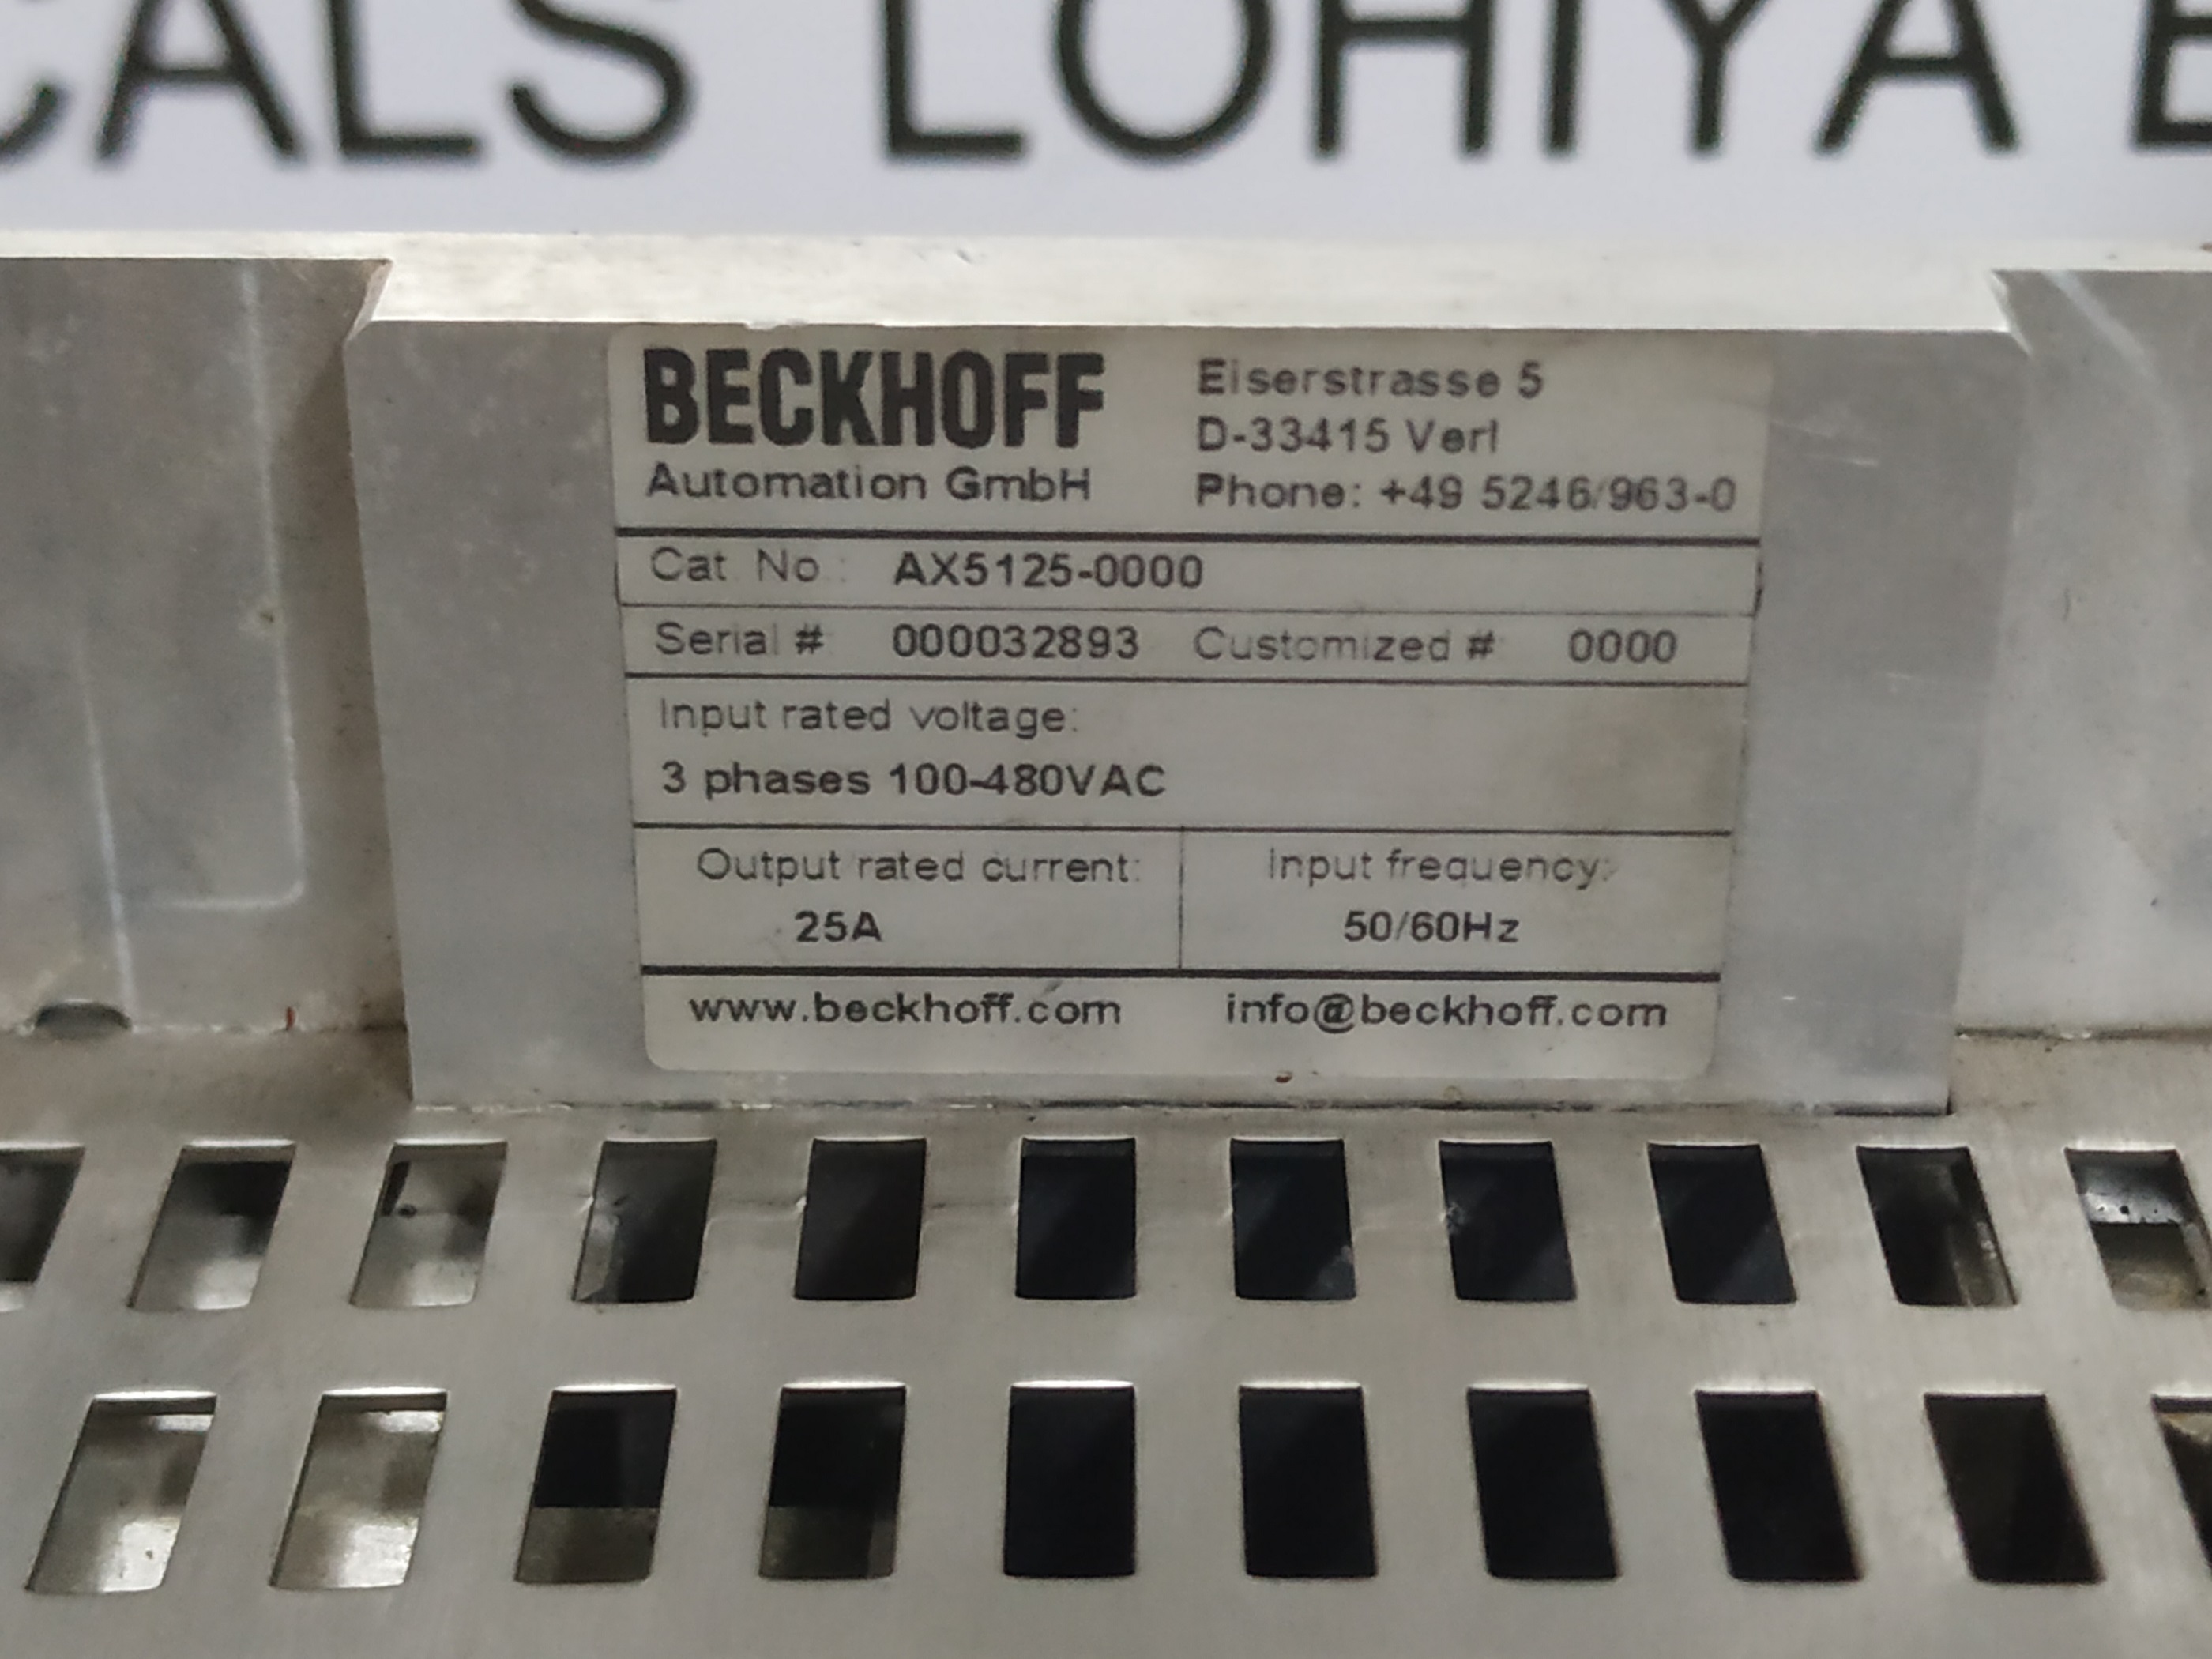 CALS LOHIYA E
BECKHOFF
Automation GmbH
Eiserstrasse 5
D-33415 Verl
Phone: +49 5246/963-0
Cat. No.: AX5125-0000
Serial # 000032893 Customized # 0000
Input rated voltage:
3 phases 100-480VAC
Output rated current:
25A
Input frequency:
50/60Hz
www.beckhoff.com info@beckhoff.com